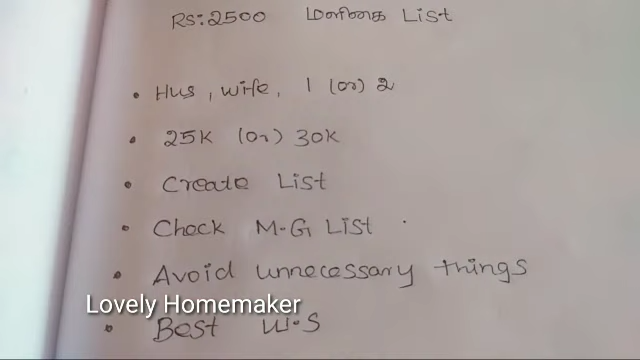 Rs:2500 மளிகை List
• Hus, wife, 1 (or) 2
• 25K (or) 30K
• Create List
• Check M-G List
• Avoid unnecessary things
Lovely Homemaker
• Best W.S